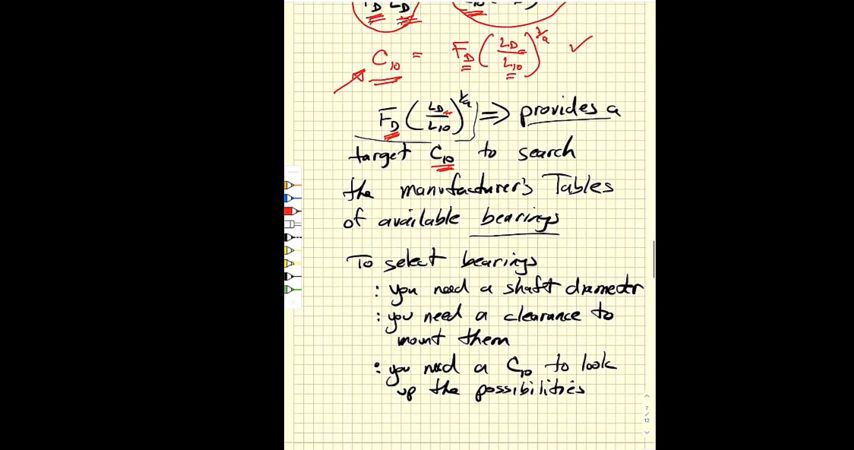 C10 = FD (LD/L10)^1/a ✓
FD (LD/L10)^1/a ⇒ provides a
target C10 to search
the manufacturer's Tables
of available bearings
To select bearings
: you need a shaft diameter
: you need a clearance to
mount them
: you need a C10 to look
up the possibilities
7
12